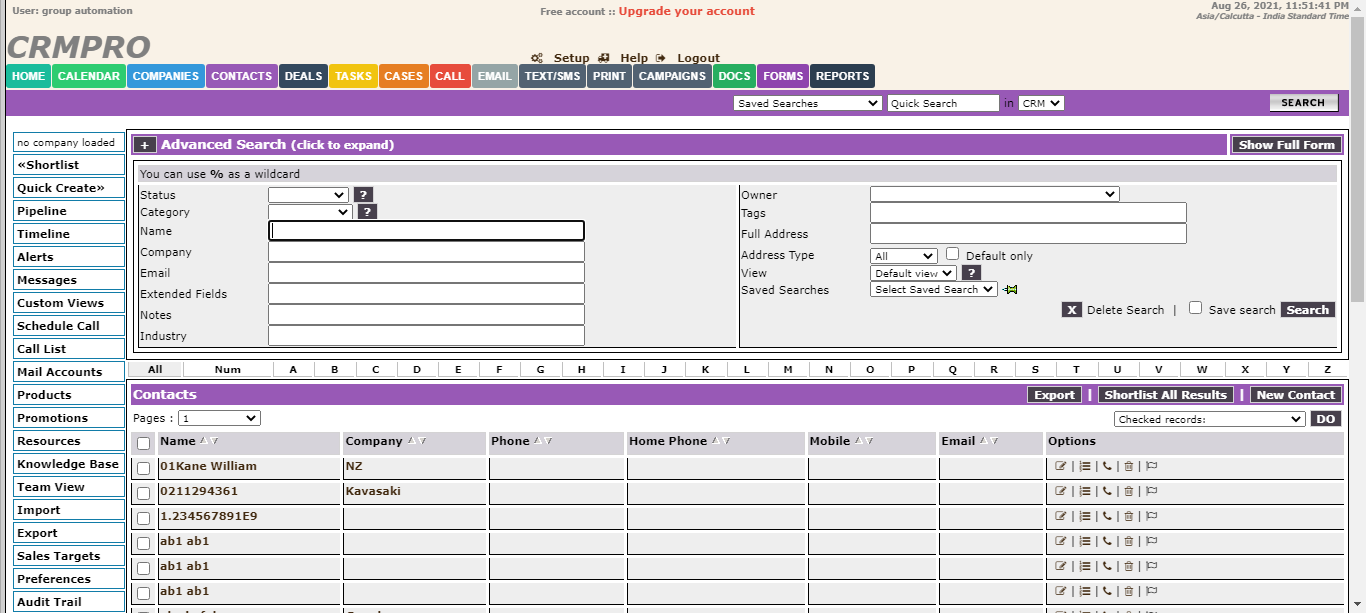 User: group automation
Free account :: Upgrade your account
Aug 26, 2021, 11:51:41 PM
Asia/Calcutta - India Standard Time
CRMPRO
Setup Help Logout
HOME CALENDAR COMPANIES CONTACTS DEALS TASKS CASES CALL EMAIL TEXT/SMS PRINT CAMPAIGNS DOCS FORMS REPORTS
Saved Searches Quick Search in CRM SEARCH
no company loaded
«Shortlist
Quick Create»
Pipeline
Timeline
Alerts
Messages
Custom Views
Schedule Call
Call List
Mail Accounts
Products
Promotions
Resources
Knowledge Base
Team View
Import
Export
Sales Targets
Preferences
Audit Trail
+ Advanced Search (click to expand) Show Full Form
You can use % as a wildcard
Status ?
Category ?
Name
Company
Email
Extended Fields
Notes
Industry
Owner
Tags
Full Address
Address Type All Default only
View Default view ?
Saved Searches Select Saved Search
X Delete Search | Save search Search
All Num A B C D E F G H I J K L M N O P Q R S T U V W X Y Z
Contacts Export | Shortlist All Results | New Contact
Pages : 1 Checked records: DO
Name Company Phone Home Phone Mobile Email Options
01Kane William NZ | | | |
0211294361 Kavasaki | | | |
1.234567891E9 | | | |
ab1 ab1 | | | |
ab1 ab1 | | | |
ab1 ab1 | | | |